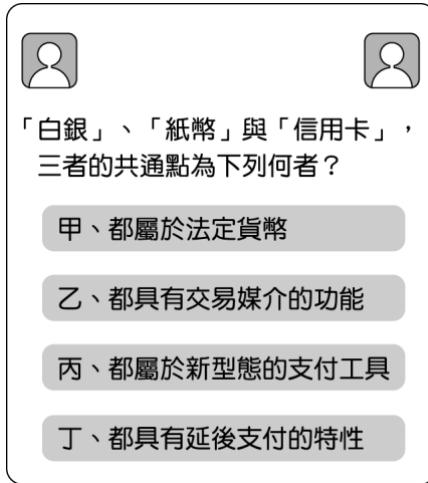 「白銀」、「紙幣」與「信用卡」，
三者的共通點為下列何者？
甲、都屬於法定貨幣
乙、都具有交易媒介的功能
丙、都屬於新型態的支付工具
丁、都具有延後支付的特性